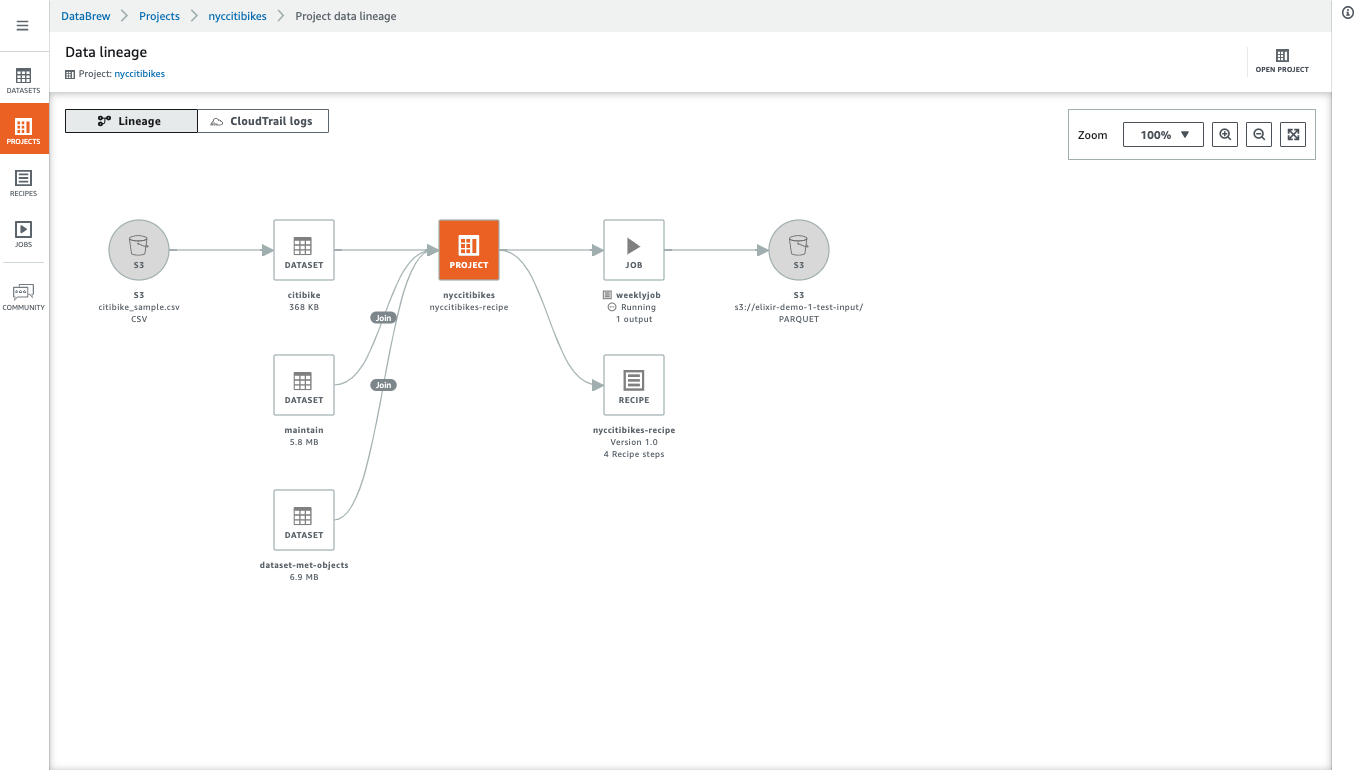 DataBrew Projects nyccitibikes Project data lineage
Data lineage
Project: nyccitibikes
OPEN PROJECT
DATASETS
PROJECTS
RECIPES
JOBS
COMMUNITY
Lineage CloudTrail logs
Zoom 100%
S3 DATASET PROJECT JOB S3
S3 citibike nyccitibikes weeklyjob S3
citibike_sample.csv 368 KB nyccitibikes-recipe Running s3://elixir-demo-1-test-input/
CSV 1 output PARQUET
Join
Join
DATASET RECIPE
maintain nyccitibikes-recipe
5.8 MB Version 1.0
4 Recipe steps
DATASET
dataset-met-objects
6.9 MB